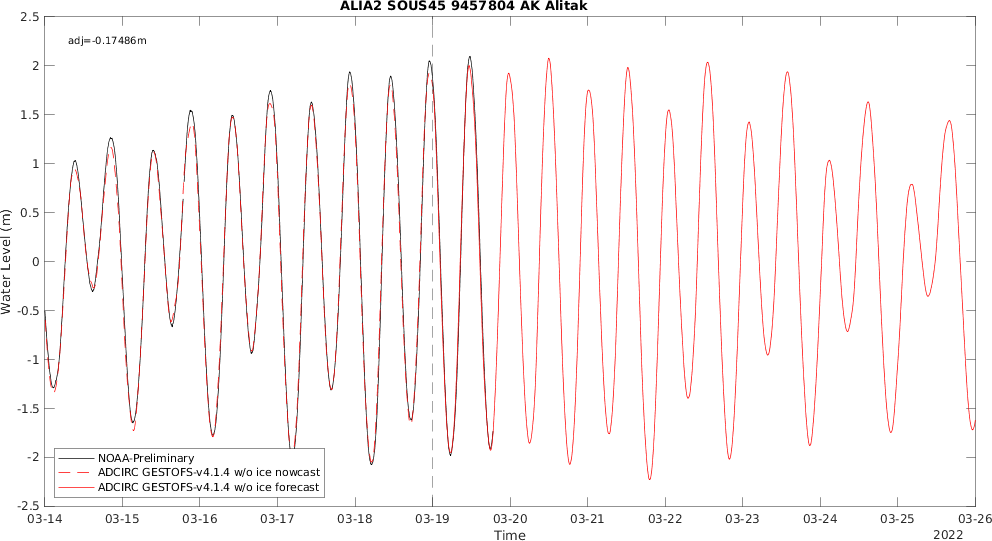 ALIA2 SOUS45 9457804 AK Alitak
adj=-0.17486m
2.5
2
1.5
1
0.5
0
-0.5
-1
-1.5
-2
-2.5
Water Level (m)
NOAA-Preliminary
ADCIRC GESTOFS-v4.1.4 w/o ice nowcast
ADCIRC GESTOFS-v4.1.4 w/o ice forecast
03-14 03-15 03-16 03-17 03-18 03-19 03-20 03-21 03-22 03-23 03-24 03-25 03-26
Time
2022